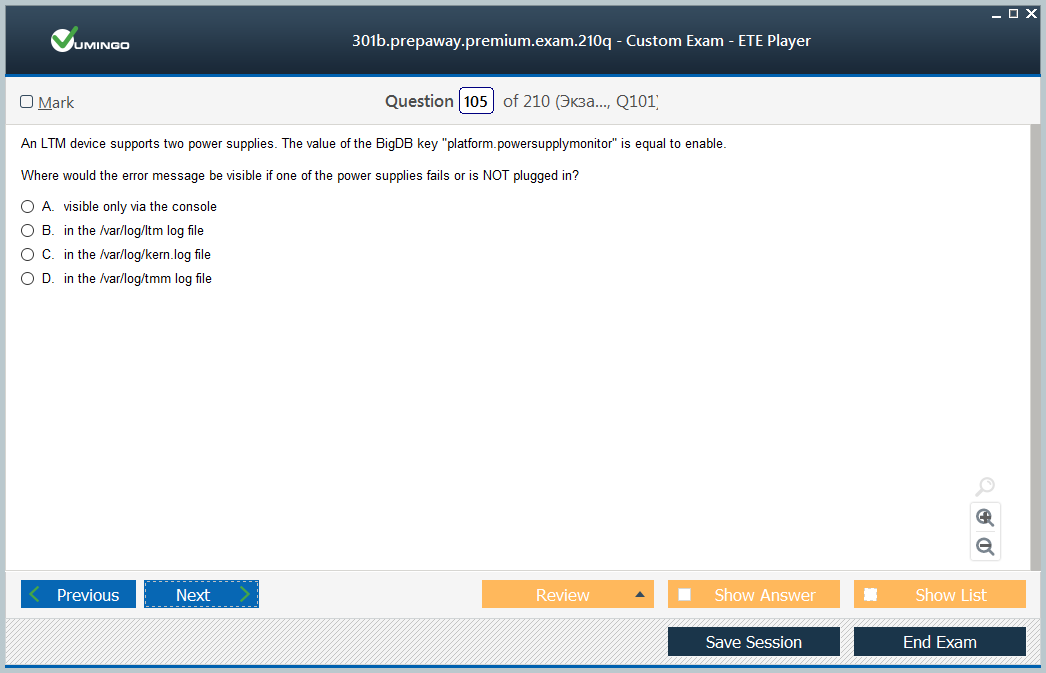 VUMINGO
301b.prepaway.premium.exam.210q - Custom Exam - ETE Player
Mark
Question 105 of 210 (Экза..., Q101)
An LTM device supports two power supplies. The value of the BigDB key "platform.powersupplymonitor" is equal to enable.
Where would the error message be visible if one of the power supplies fails or is NOT plugged in?
A. visible only via the console
B. in the /var/log/ltm log file
C. in the /var/log/kern.log file
D. in the /var/log/tmm log file
Previous
Next
Review
Show Answer
Show List
Save Session
End Exam